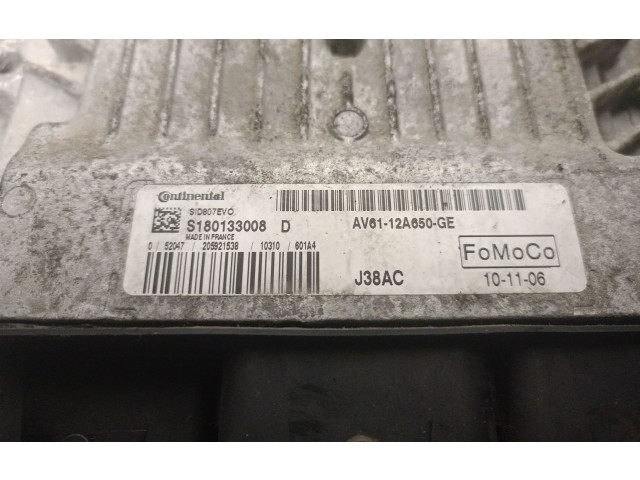 Continental
SID807EVO
S180133008 D
MADE IN FRANCE
0 / 52047 / 205921538 / 10310 / 601A4
AV61-12A650-GE
FoMoCo
J38AC
10-11-06